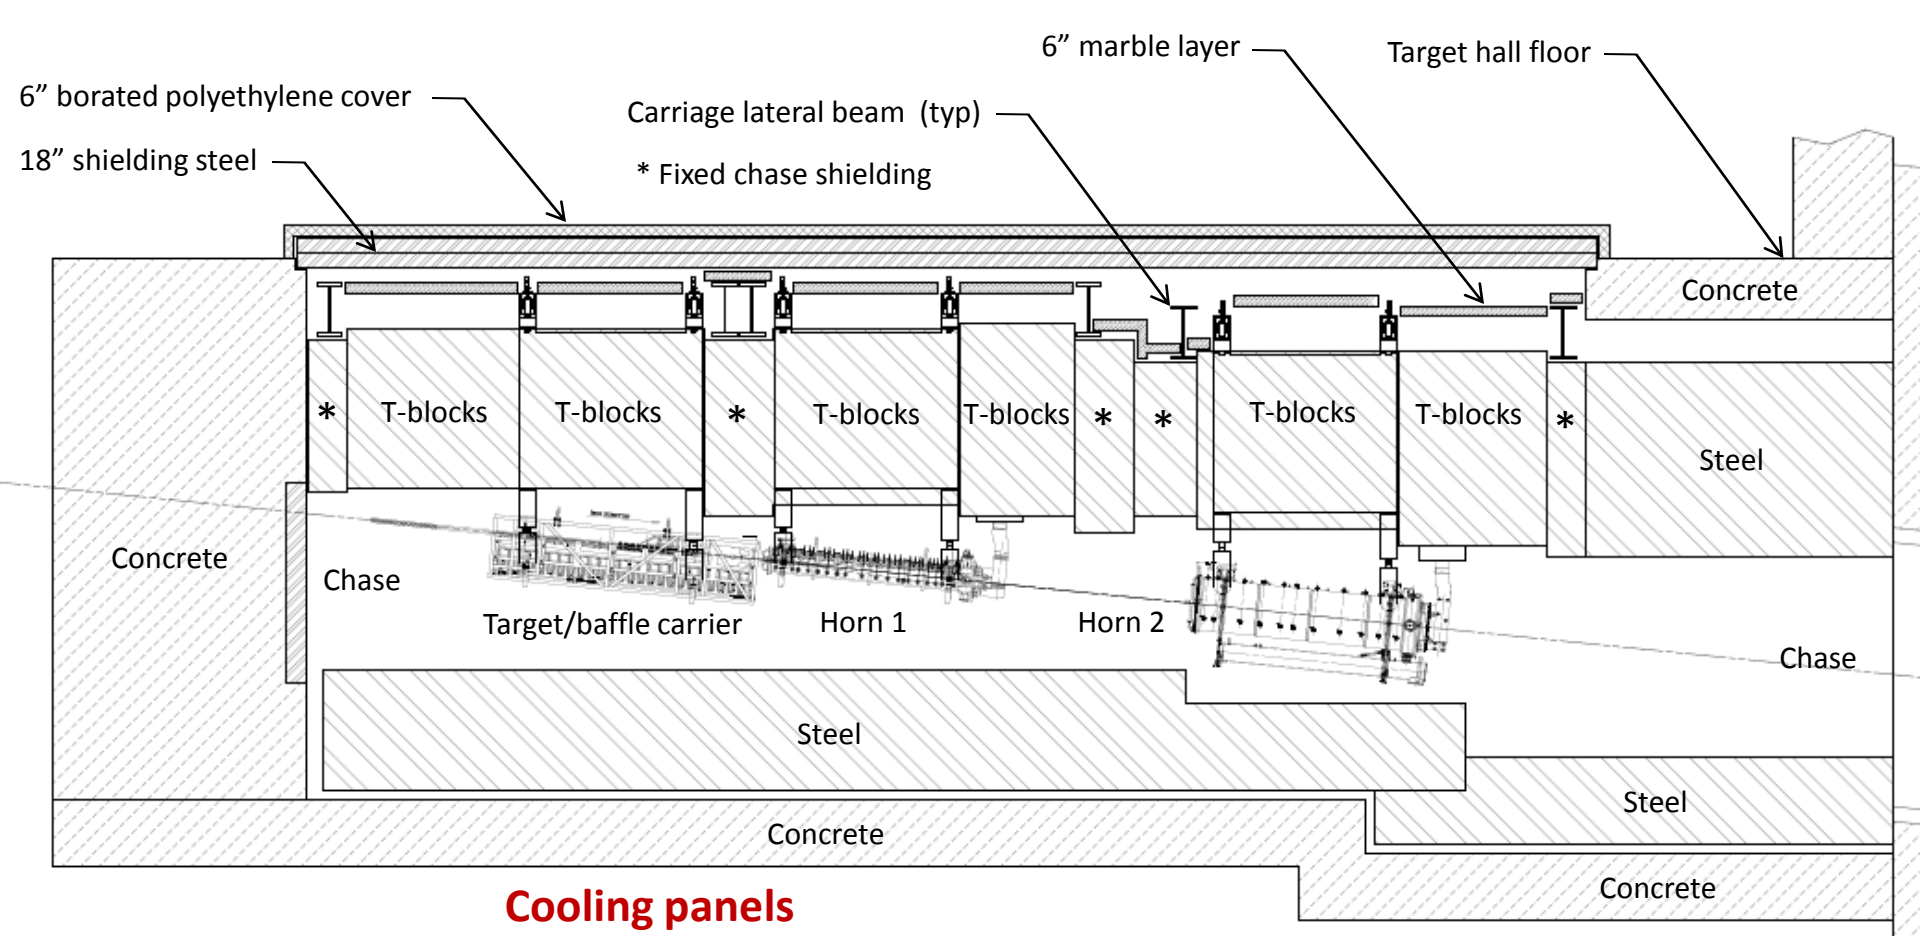 6” marble layer
Target hall floor
6” borated polyethylene cover
Carriage lateral beam (typ)
18” shielding steel
* Fixed chase shielding
Concrete
* T-blocks T-blocks * T-blocks T-blocks * * T-blocks T-blocks *
Steel
Concrete
Chase
Target/baffle carrier
Horn 1
Horn 2
Chase
Steel
Steel
Concrete
Concrete
Cooling panels